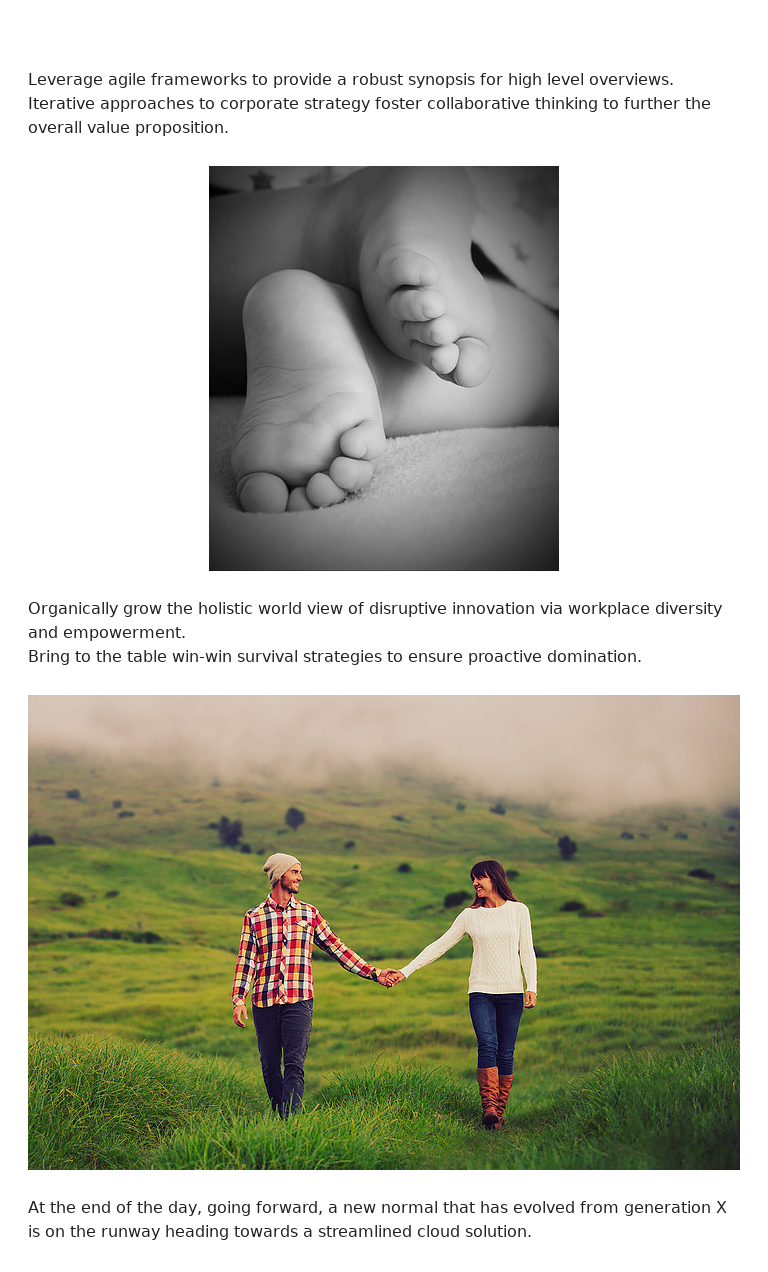 Leverage agile frameworks to provide a robust synopsis for high level overviews.
Iterative approaches to corporate strategy foster collaborative thinking to further the
overall value proposition.
Organically grow the holistic world view of disruptive innovation via workplace diversity
and empowerment.
Bring to the table win-win survival strategies to ensure proactive domination.
At the end of the day, going forward, a new normal that has evolved from generation X
is on the runway heading towards a streamlined cloud solution.